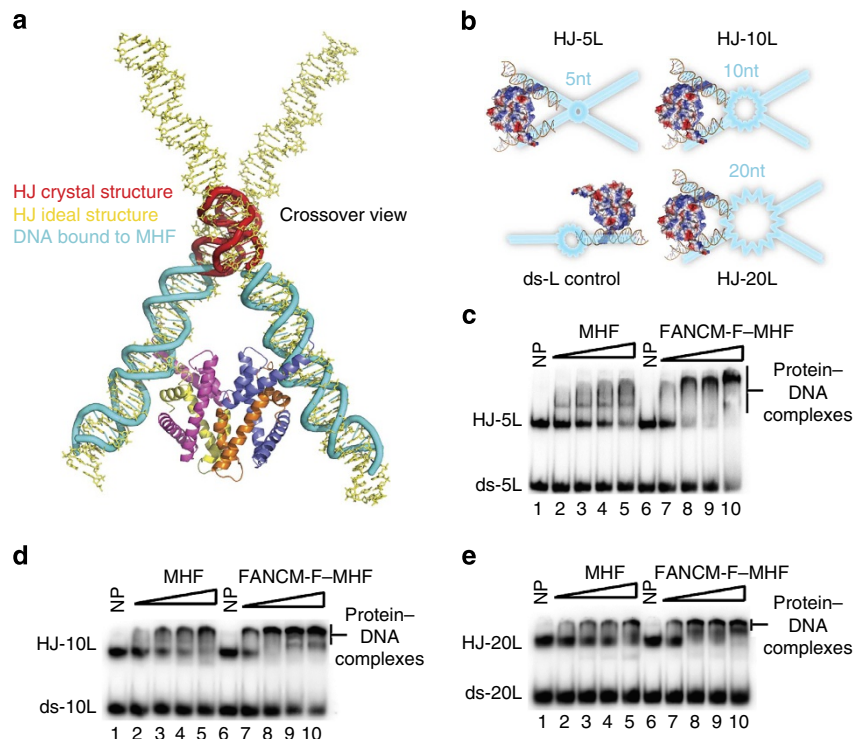 a
HJ crystal structure
HJ ideal structure
DNA bound to MHF
Crossover view
b
HJ-5L
HJ-10L
5nt
10nt
20nt
ds-L control
HJ-20L
c
NP
MHF
NP
FANCM-F–MHF
Protein–
DNA
complexes
HJ-5L
ds-5L
1 2 3 4 5 6 7 8 9 10
d
NP
MHF
NP
FANCM-F–MHF
Protein–
DNA
complexes
HJ-10L
ds-10L
1 2 3 4 5 6 7 8 9 10
e
NP
MHF
NP
FANCM-F–MHF
Protein–
DNA
complexes
HJ-20L
ds-20L
1 2 3 4 5 6 7 8 9 10